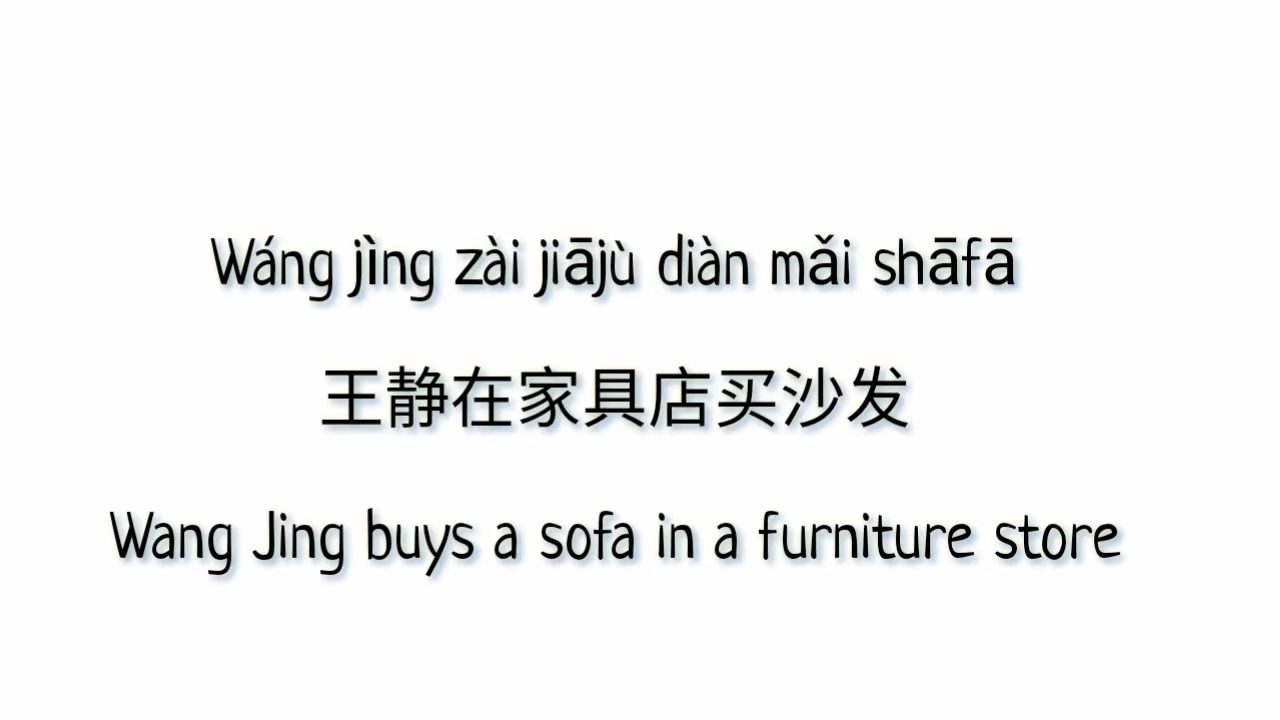 Wáng jìng zài jiājù diàn mǎi shāfā
王静在家具店买沙发
Wang Jing buys a sofa in a furniture store